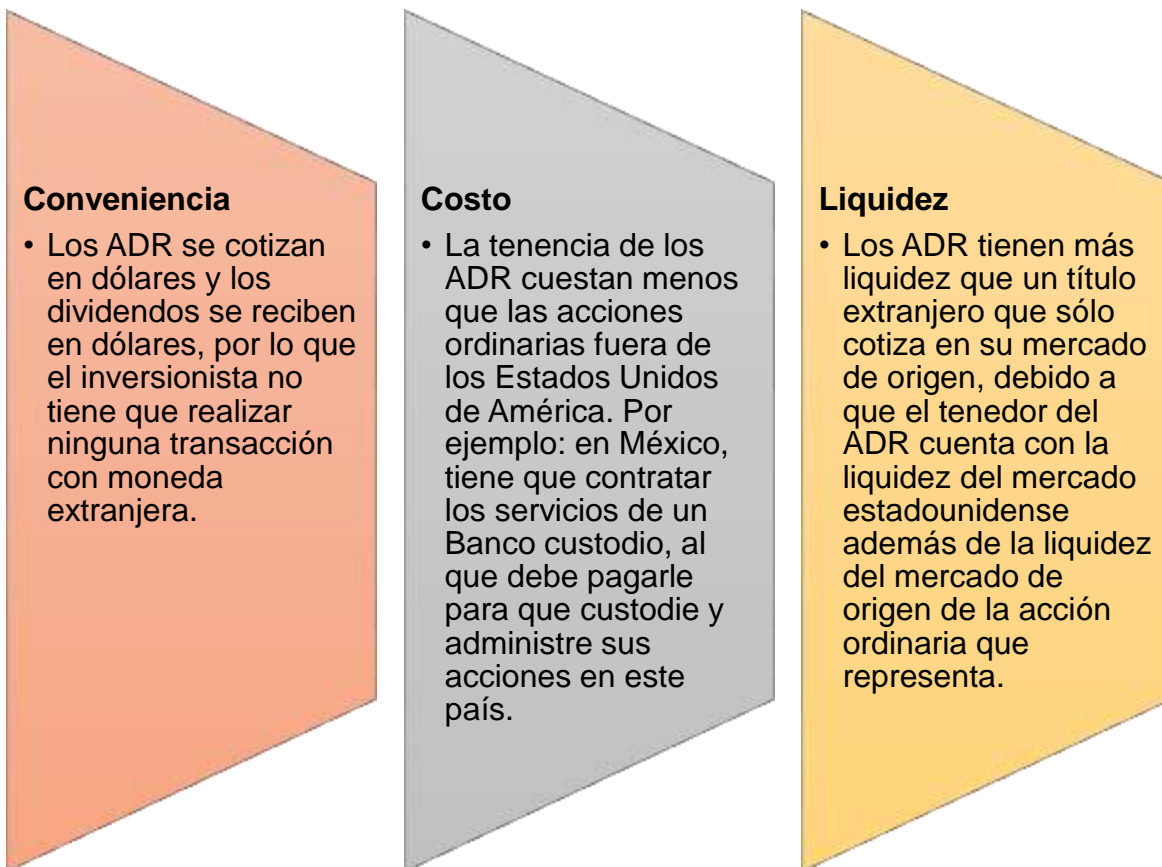 Conveniencia
• Los ADR se cotizan
en dólares y los
dividendos se reciben
en dólares, por lo que
el inversionista no
tiene que realizar
ninguna transacción
con moneda
extranjera.
Costo
• La tenencia de los
ADR cuestan menos
que las acciones
ordinarias fuera de
los Estados Unidos
de América. Por
ejemplo: en México,
tiene que contratar
los servicios de un
Banco custodio, al
que debe pagarle
para que custodie y
administre sus
acciones en este
país.
Liquidez
• Los ADR tienen más
liquidez que un título
extranjero que sólo
cotiza en su mercado
de origen, debido a
que el tenedor del
ADR cuenta con la
liquidez del mercado
estadounidense
además de la liquidez
del mercado de
origen de la acción
ordinaria que
representa.